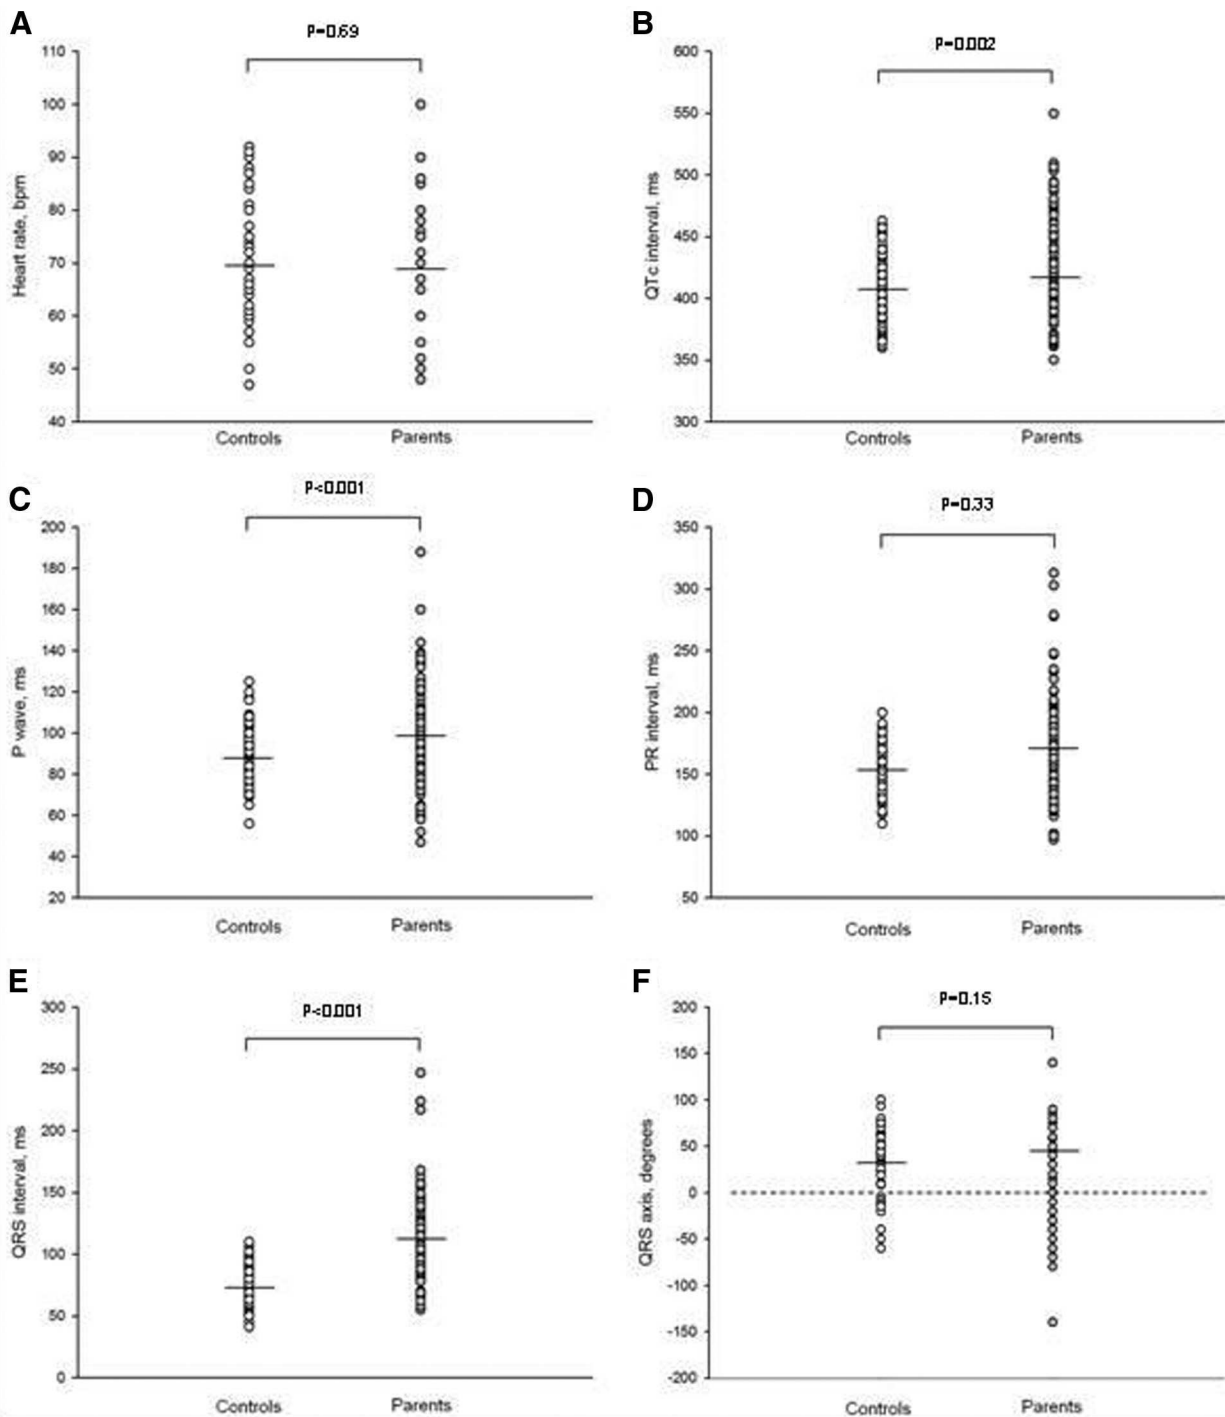 A
P=0.69
110
100
90
80
70
60
50
40
Heart rate, bpm
Controls
Parents
B
P=0.002
600
550
500
450
400
350
300
QTc interval, ms
Controls
Parents
C
P<0.001
200
180
160
140
120
100
80
60
40
20
P wave, ms
Controls
Parents
D
P=0.33
350
300
250
200
150
100
50
PR interval, ms
Controls
Parents
E
P<0.001
300
250
200
150
100
50
0
QRS interval, ms
Controls
Parents
F
P=0.15
200
150
100
50
0
-50
-100
-150
-200
QRS axis, degrees
Controls
Parents